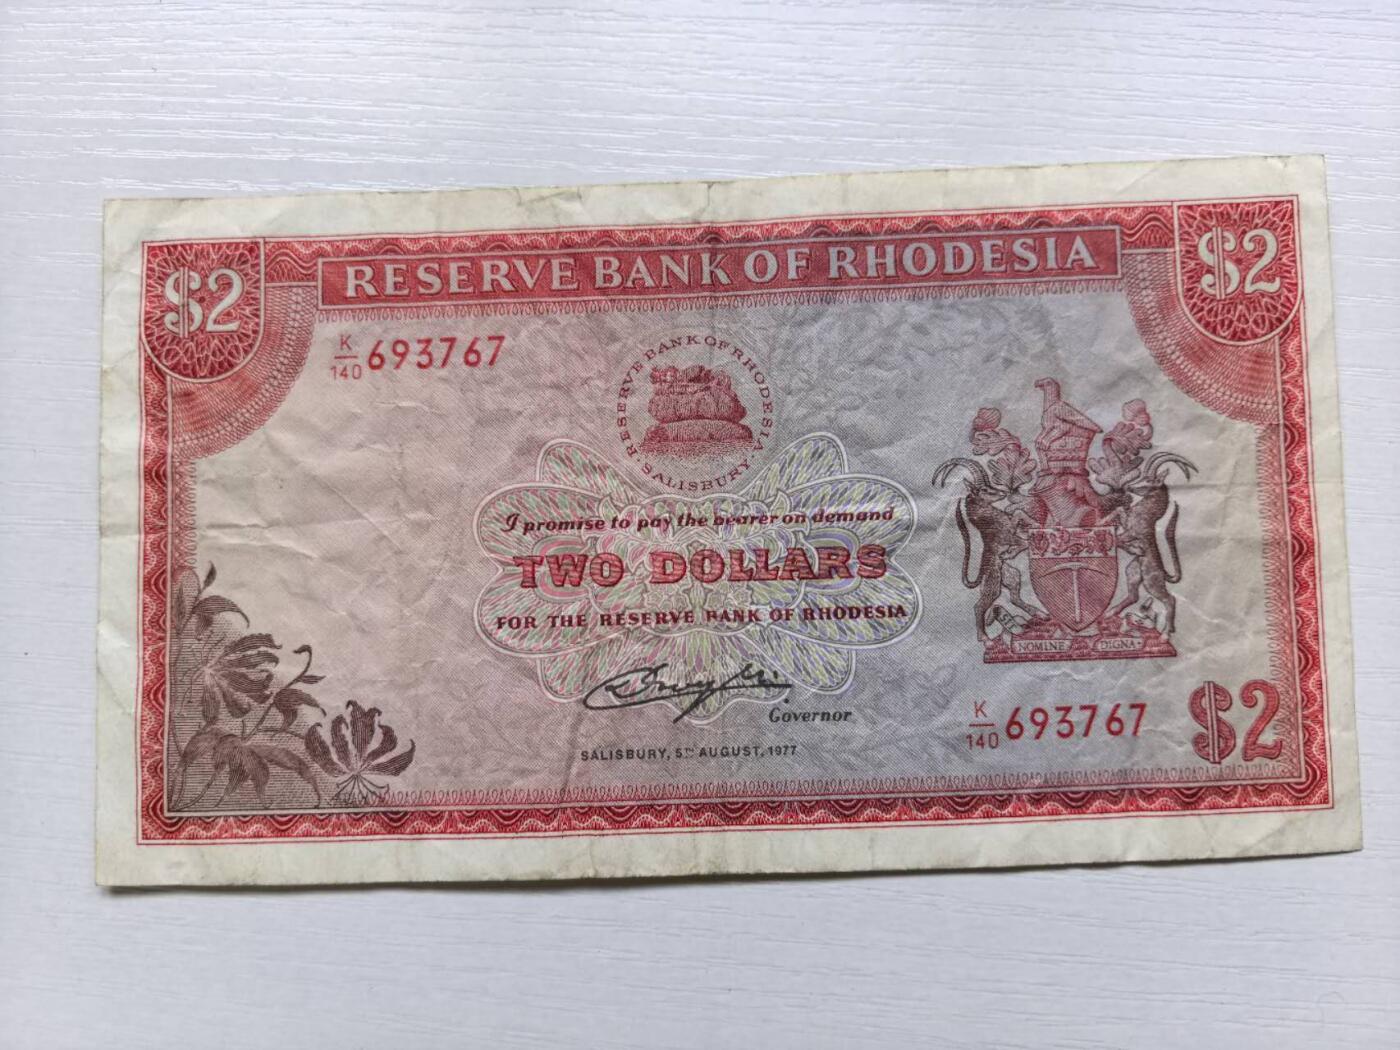 $2
RESERVE BANK OF RHODESIA
$2
K/140 693767
RESERVE BANK OF RHODESIA · SALISBURY ·
I promise to pay the bearer on demand
TWO DOLLARS
FOR THE RESERVE BANK OF RHODESIA
Governor
SALISBURY, 5TH AUGUST, 1977
NOMINE DIGNA
K/140 693767
$2